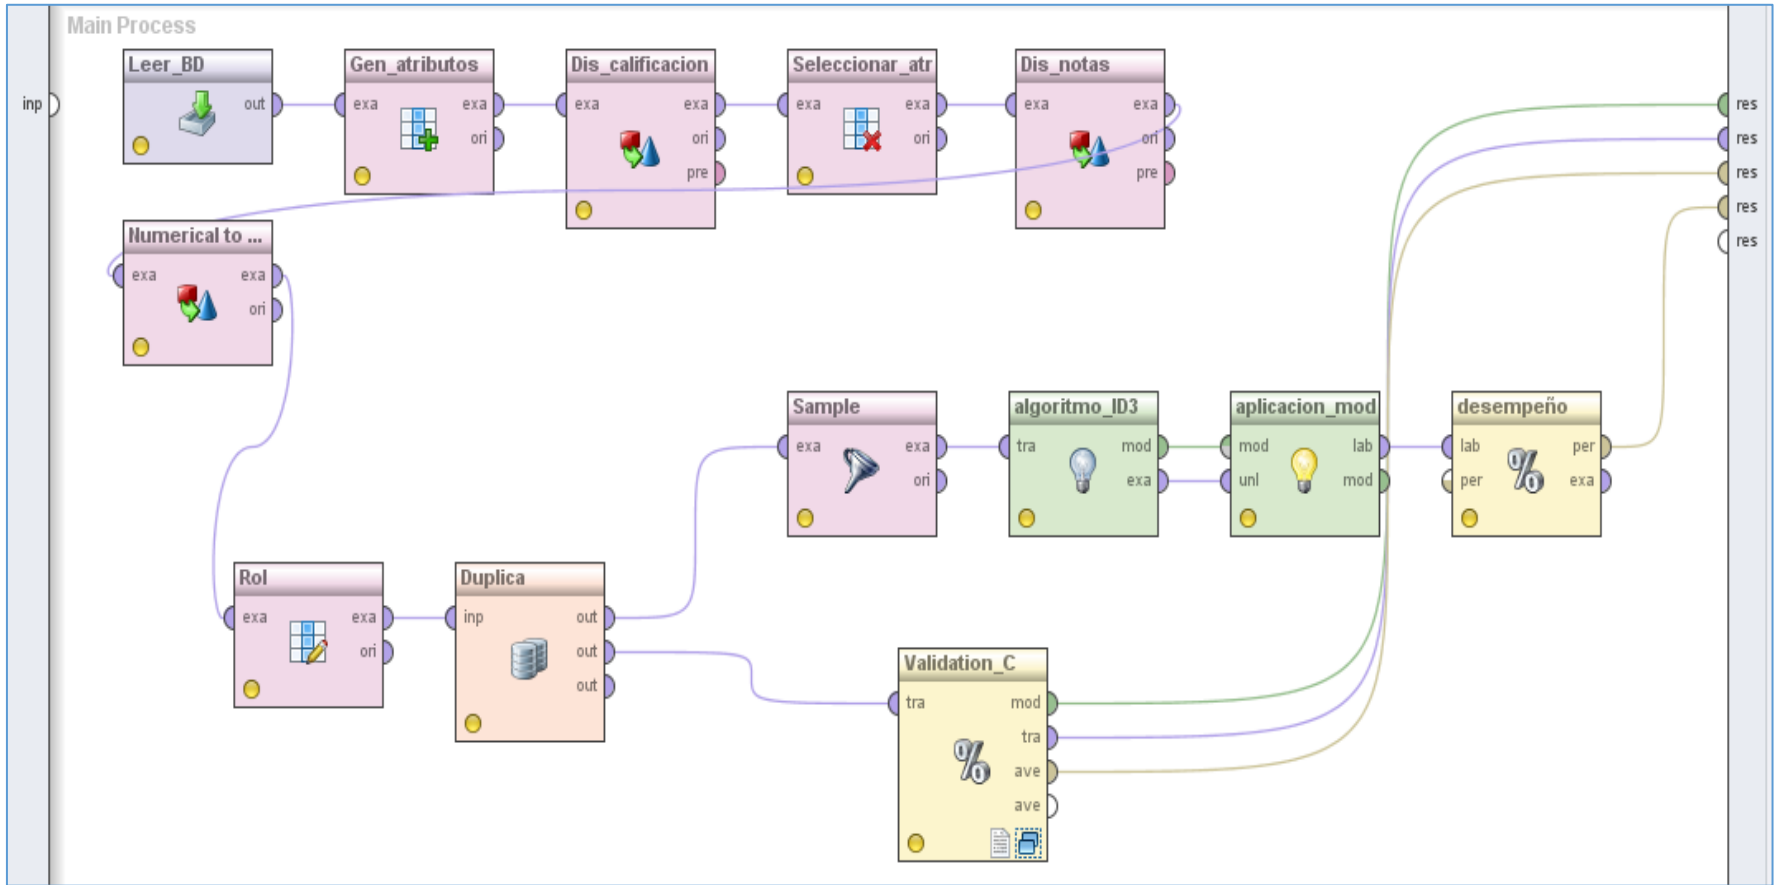 Main Process
inp
Leer_BD
out
Gen_atributos
exa exa
ori
Dis_calificacion
exa exa
ori
pre
Seleccionar_atr
exa exa
ori
Dis_notas
exa exa
ori
pre
res
res
res
res
res
Numerical to ...
exa exa
ori
Sample
exa exa
ori
algoritmo_ID3
tra mod
exa
aplicacion_mod
mod lab
unl mod
desempeño
lab per
per exa
Rol
exa exa
ori
Duplica
inp out
out
out
Validation_C
tra mod
tra
ave
ave